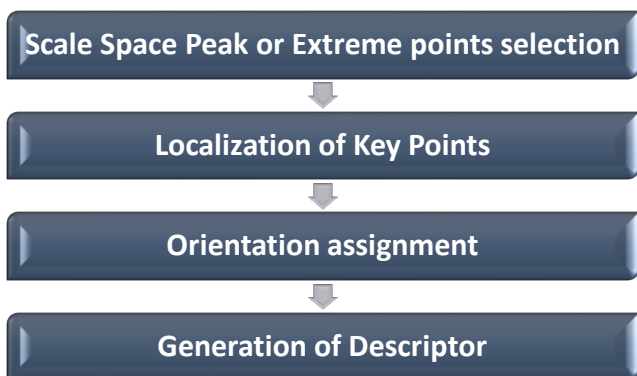 Scale Space Peak or Extreme points selection
Localization of Key Points
Orientation assignment
Generation of Descriptor